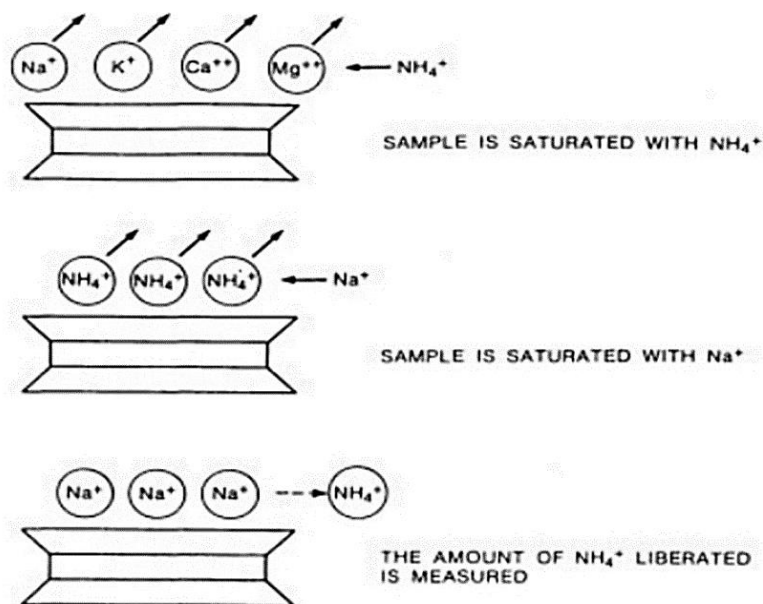 Na⁺ K⁺ Ca⁺⁺ Mg⁺⁺ NH₄⁺
SAMPLE IS SATURATED WITH NH₄⁺
NH₄⁺ NH₄⁺ NH₄⁺ Na⁺
SAMPLE IS SATURATED WITH Na⁺
Na⁺ Na⁺ Na⁺ NH₄⁺
THE AMOUNT OF NH₄⁺ LIBERATED
IS MEASURED